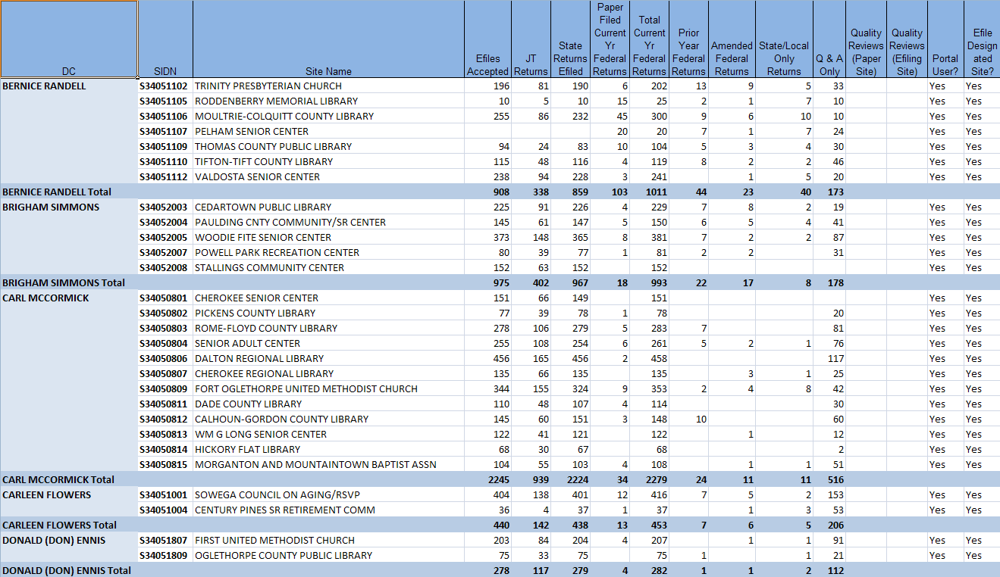 DC SIDN Site Name Efiles Accepted JT Returns State Returns Efiled Paper Filed Current Yr Federal Returns Total Current Yr Federal Returns Prior Year Federal Returns Amended Federal Returns State/Local Only Returns Q & A Only Quality Reviews (Paper Site) Quality Reviews (Efiling Site) Portal User? Efile Design ated Site?
BERNICE RANDELL S34051102 TRINITY PRESBYTERIAN CHURCH 196 81 190 6 202 13 9 5 33 Yes Yes
S34051105 RODDENBERRY MEMORIAL LIBRARY 10 5 10 15 25 2 1 7 10 Yes Yes
S34051106 MOULTRIE-COLQUITT COUNTY LIBRARY 255 86 232 45 300 9 6 10 10 Yes Yes
S34051107 PELHAM SENIOR CENTER 20 20 7 1 7 24 Yes Yes
S34051109 THOMAS COUNTY PUBLIC LIBRARY 94 24 83 10 104 5 3 4 30 Yes Yes
S34051110 TIFTON-TIFT COUNTY LIBRARY 115 48 116 4 119 8 2 2 46 Yes Yes
S34051112 VALDOSTA SENIOR CENTER 238 94 228 3 241 1 5 20 Yes Yes
BERNICE RANDELL Total 908 338 859 103 1011 44 23 40 173
BRIGHAM SIMMONS S34052003 CEDARTOWN PUBLIC LIBRARY 225 91 226 4 229 7 8 2 19 Yes Yes
S34052004 PAULDING CNTY COMMUNITY/SR CENTER 145 61 147 5 150 6 5 4 41 Yes Yes
S34052005 WOODIE FITE SENIOR CENTER 373 148 365 8 381 7 2 2 87 Yes Yes
S34052007 POWELL PARK RECREATION CENTER 80 39 77 1 81 2 2 31 Yes Yes
S34052008 STALLINGS COMMUNITY CENTER 152 63 152 152 Yes Yes
BRIGHAM SIMMONS Total 975 402 967 18 993 22 17 8 178
CARL MCCORMICK S34050801 CHEROKEE SENIOR CENTER 151 66 149 151 Yes Yes
S34050802 PICKENS COUNTY LIBRARY 77 39 78 1 78 20 Yes Yes
S34050803 ROME-FLOYD COUNTY LIBRARY 278 106 279 5 283 7 81 Yes Yes
S34050804 SENIOR ADULT CENTER 255 108 254 6 261 5 2 1 76 Yes Yes
S34050806 DALTON REGIONAL LIBRARY 456 165 456 2 458 117 Yes Yes
S34050807 CHEROKEE REGIONAL LIBRARY 135 66 135 135 3 1 25 Yes Yes
S34050809 FORT OGLETHORPE UNITED METHODIST CHURCH 344 155 324 9 353 2 4 8 42 Yes Yes
S34050811 DADE COUNTY LIBRARY 110 48 107 4 114 30 Yes Yes
S34050812 CALHOUN-GORDON COUNTY LIBRARY 145 60 151 3 148 10 60 Yes Yes
S34050813 WM G LONG SENIOR CENTER 122 41 121 122 1 12 Yes Yes
S34050814 HICKORY FLAT LIBRARY 68 30 67 68 2 Yes Yes
S34050815 MORGANTON AND MOUNTAINTOWN BAPTIST ASSN 104 55 103 4 108 1 1 51 Yes Yes
CARL MCCORMICK Total 2245 939 2224 34 2279 24 11 11 516
CARLEEN FLOWERS S34051001 SOWEGA COUNCIL ON AGING/RSVP 404 138 401 12 416 7 5 2 153 Yes Yes
S34051004 CENTURY PINES SR RETIREMENT COMM 36 4 37 1 37 1 3 53 Yes Yes
CARLEEN FLOWERS Total 440 142 438 13 453 7 6 5 206
DONALD (DON) ENNIS S34051807 FIRST UNITED METHODIST CHURCH 203 84 204 4 207 1 1 91 Yes Yes
S34051809 OGLETHORPE COUNTY PUBLIC LIBRARY 75 33 75 75 1 1 21 Yes Yes
DONALD (DON) ENNIS Total 278 117 279 4 282 1 1 2 112